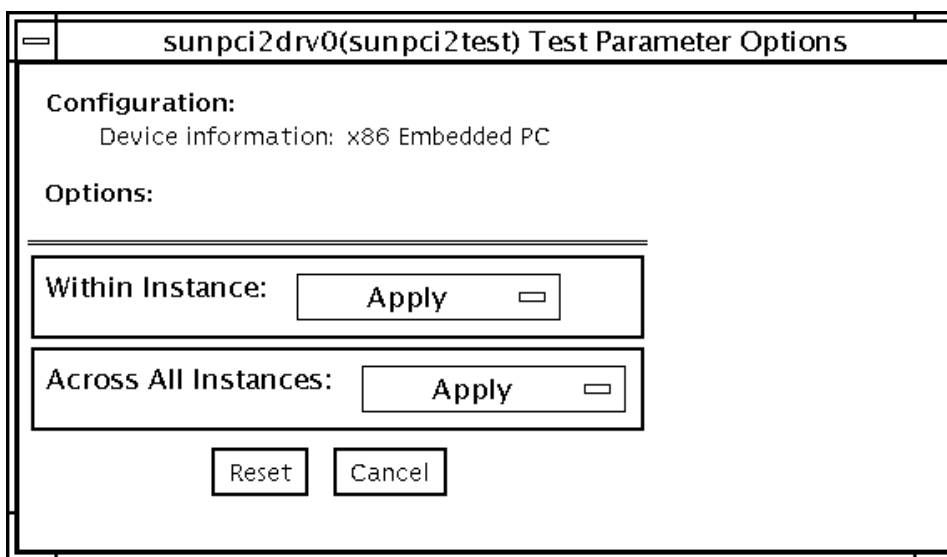 sunpci2drv0(sunpci2test) Test Parameter Options
Configuration:
Device information: x86 Embedded PC
Options:
Within Instance: Apply
Across All Instances: Apply
Reset Cancel